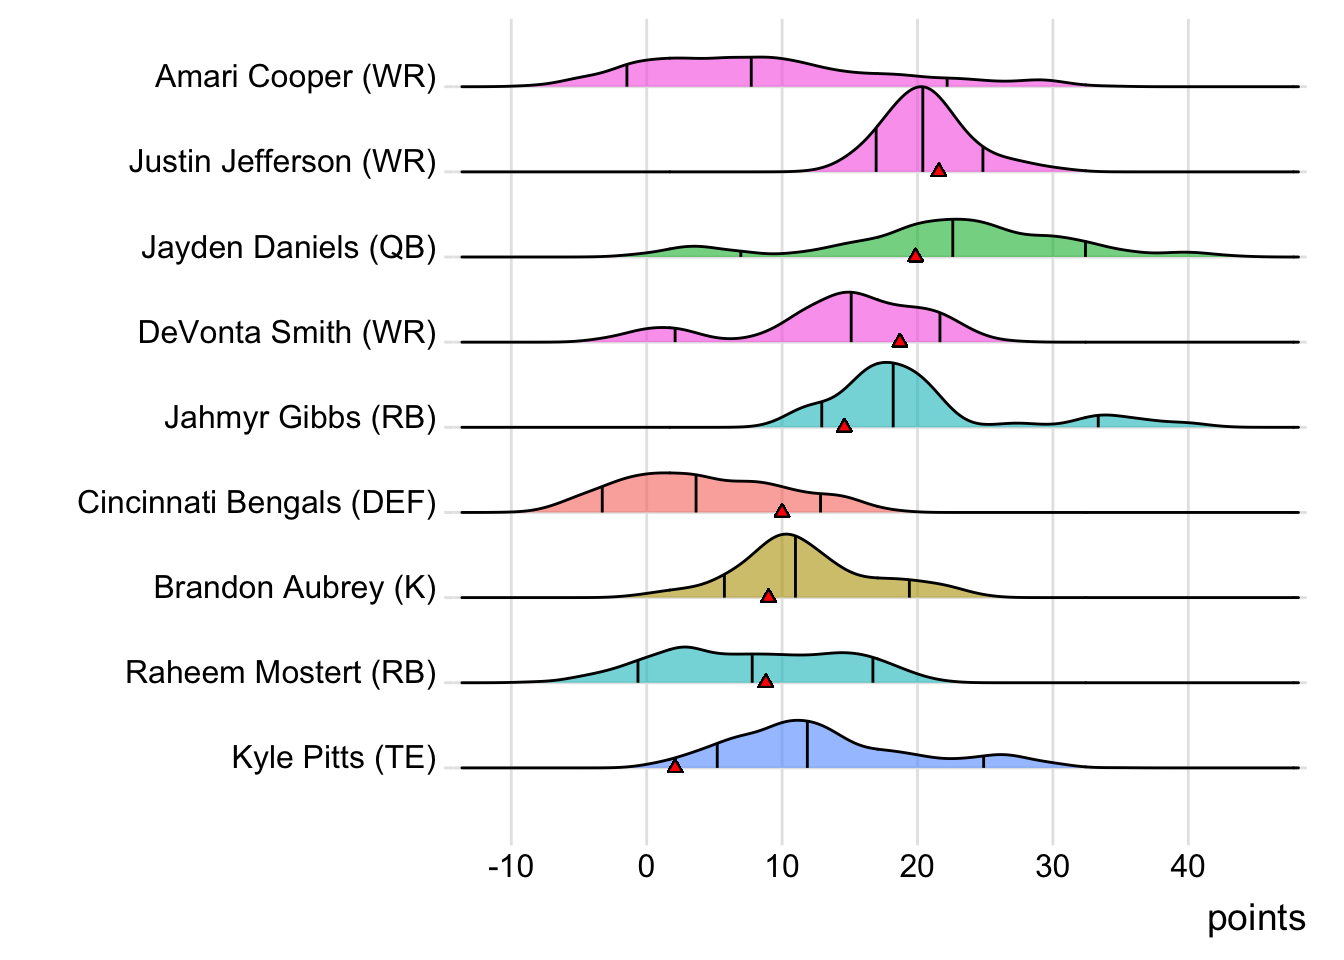 Amari Cooper (WR)
Justin Jefferson (WR)
Jayden Daniels (QB)
DeVonta Smith (WR)
Jahmyr Gibbs (RB)
Cincinnati Bengals (DEF)
Brandon Aubrey (K)
Raheem Mostert (RB)
Kyle Pitts (TE)
-10 0 10 20 30 40
points